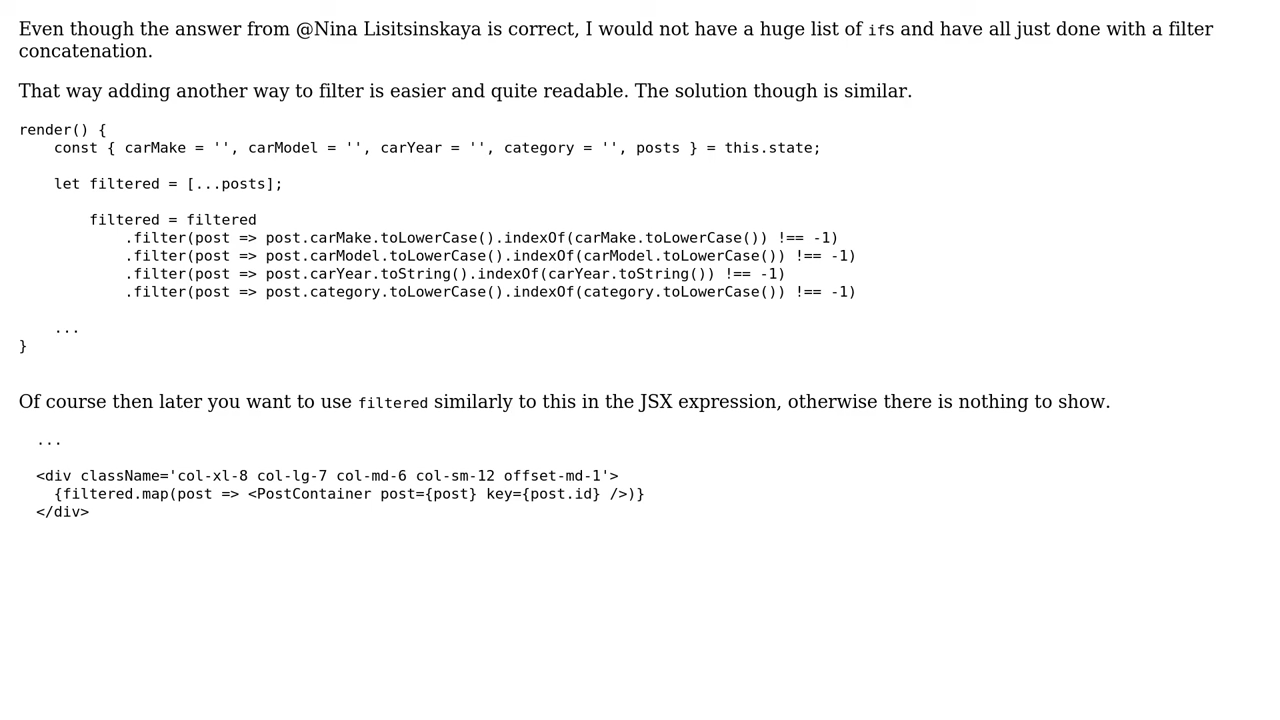 Even though the answer from @Nina Lisitsinskaya is correct, I would not have a huge list of ifs and have all just done with a filter
concatenation.
That way adding another way to filter is easier and quite readable. The solution though is similar.
render() {
    const { carMake = '', carModel = '', carYear = '', category = '', posts } = this.state;
    let filtered = [...posts];
        filtered = filtered
            .filter(post => post.carMake.toLowerCase().indexOf(carMake.toLowerCase()) !== -1)
            .filter(post => post.carModel.toLowerCase().indexOf(carModel.toLowerCase()) !== -1)
            .filter(post => post.carYear.toString().indexOf(carYear.toString()) !== -1)
            .filter(post => post.category.toLowerCase().indexOf(category.toLowerCase()) !== -1)
    ...
}
Of course then later you want to use filtered similarly to this in the JSX expression, otherwise there is nothing to show.
  ...
  <div className='col-xl-8 col-lg-7 col-md-6 col-sm-12 offset-md-1'>
    {filtered.map(post => <PostContainer post={post} key={post.id} />)}
  </div>